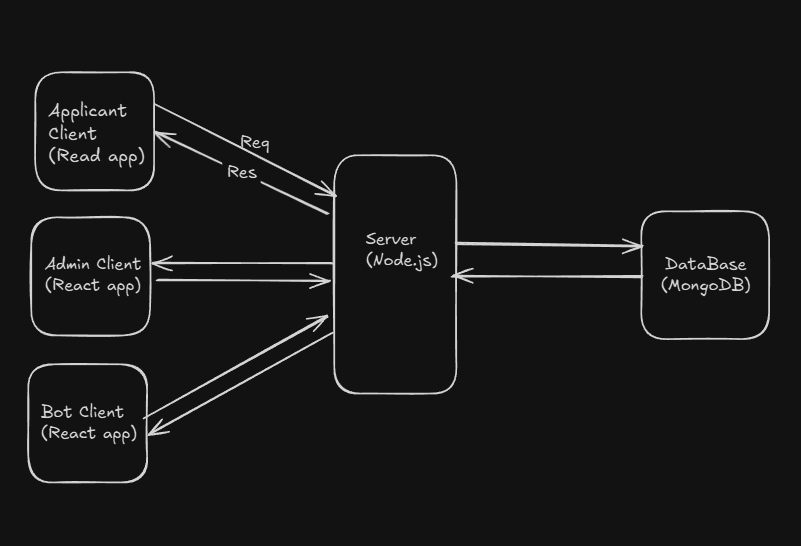 Applicant
Client
(Read app)
Req
Res
Admin Client
(React app)
Bot Client
(React app)
Server
(Node.js)
DataBase
(MongoDB)